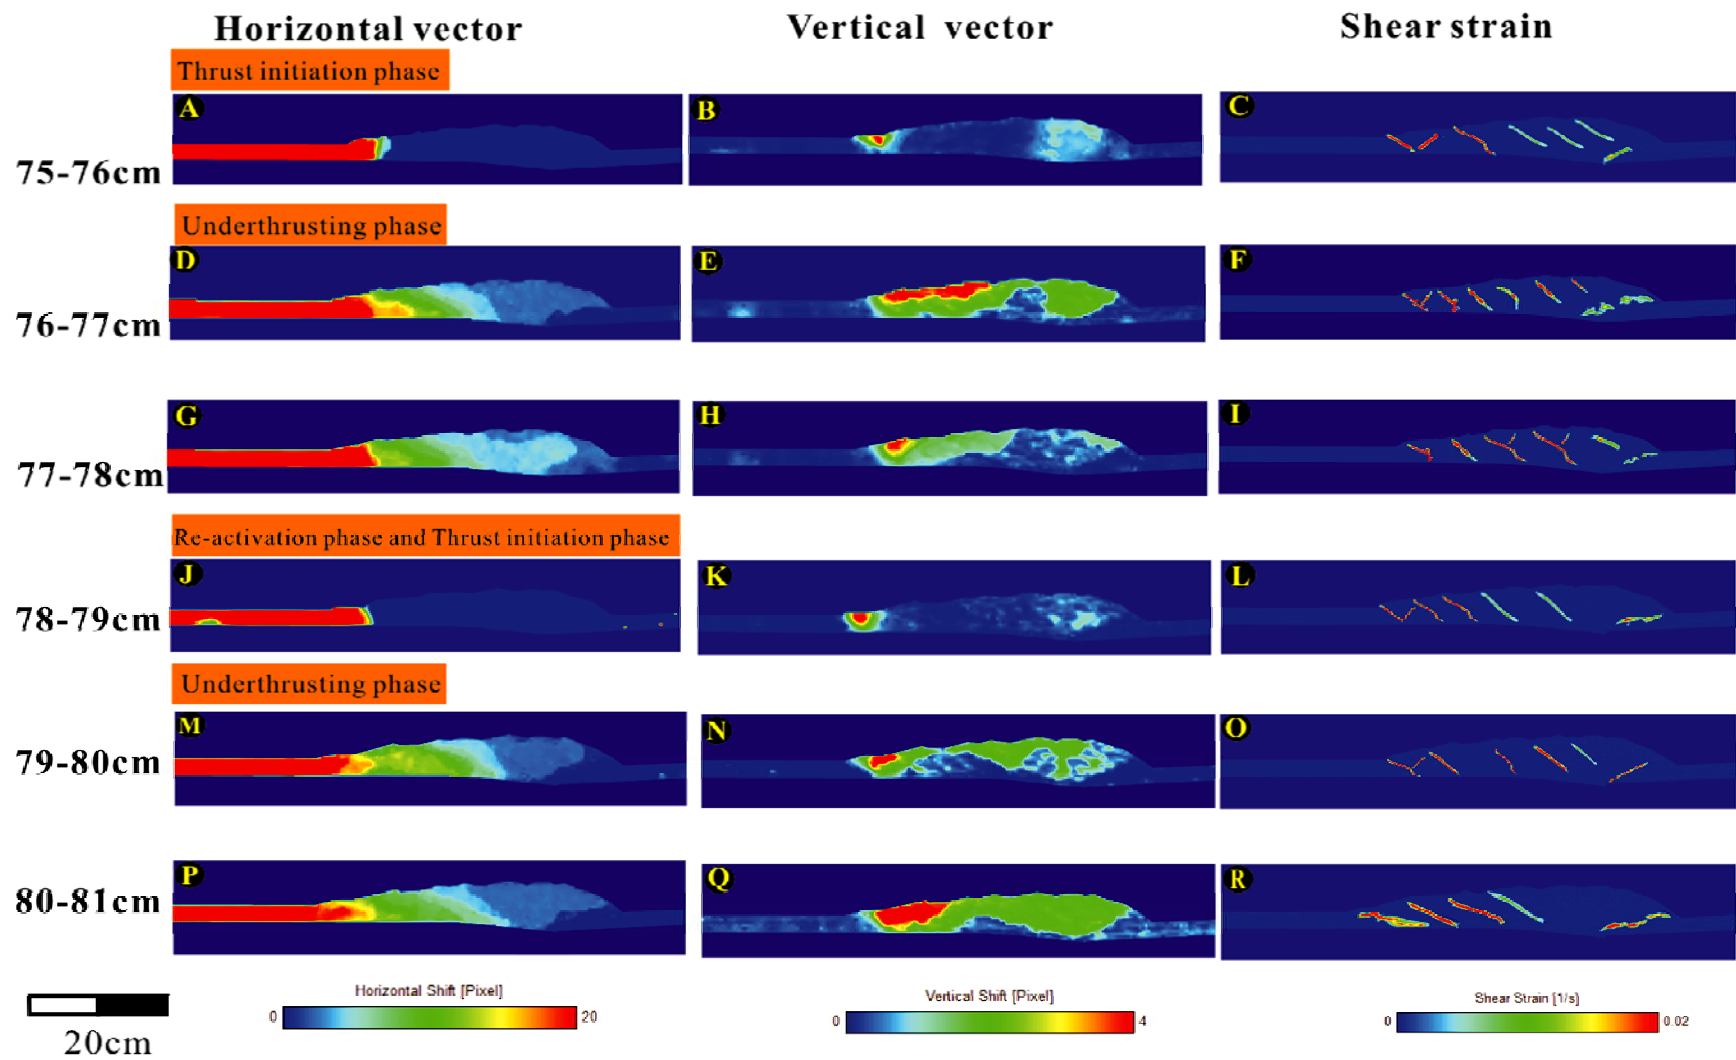 Horizontal vector Vertical vector Shear strain
Thrust initiation phase
A B C
75-76cm
Underthrusting phase
D E F
76-77cm
G H I
77-78cm
Re-activation phase and Thrust initiation phase
J K L
78-79cm
Underthrusting phase
M N O
79-80cm
P Q R
80-81cm
Horizontal Shift [Pixel] Vertical Shift [Pixel] Shear Strain [1/s]
0 20 0 4 0 0.02
20cm